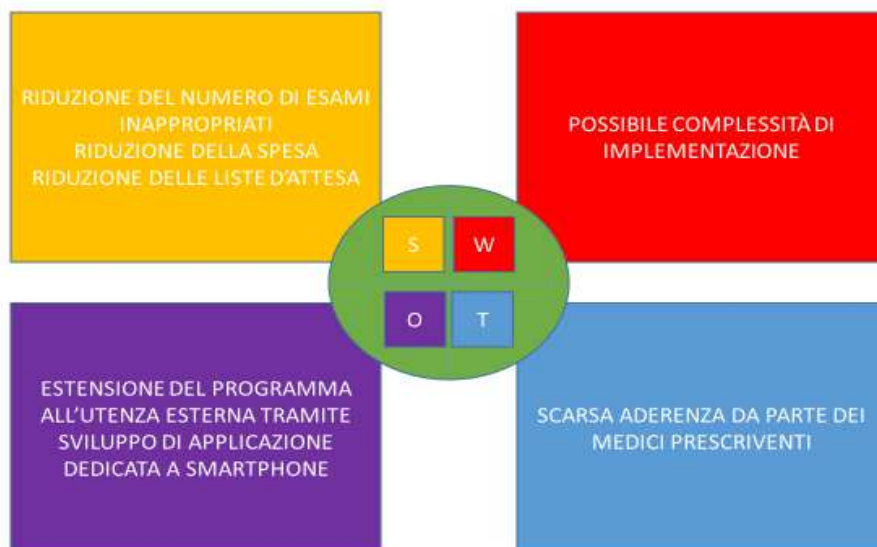 RIDUZIONE DEL NUMERO DI ESAMI
INAPPROPRIATI
RIDUZIONE DELLA SPESA
RIDUZIONE DELLE LISTE D'ATTESA
POSSIBILE COMPLESSITÀ DI
IMPLEMENTAZIONE
S
W
O
T
ESTENSIONE DEL PROGRAMMA
ALL'UTENZA ESTERNA TRAMITE
SVILUPPO DI APPLICAZIONE
DEDICATA A SMARTPHONE
SCARSA ADERENZA DA PARTE DEI
MEDICI PRESCRIVENTI